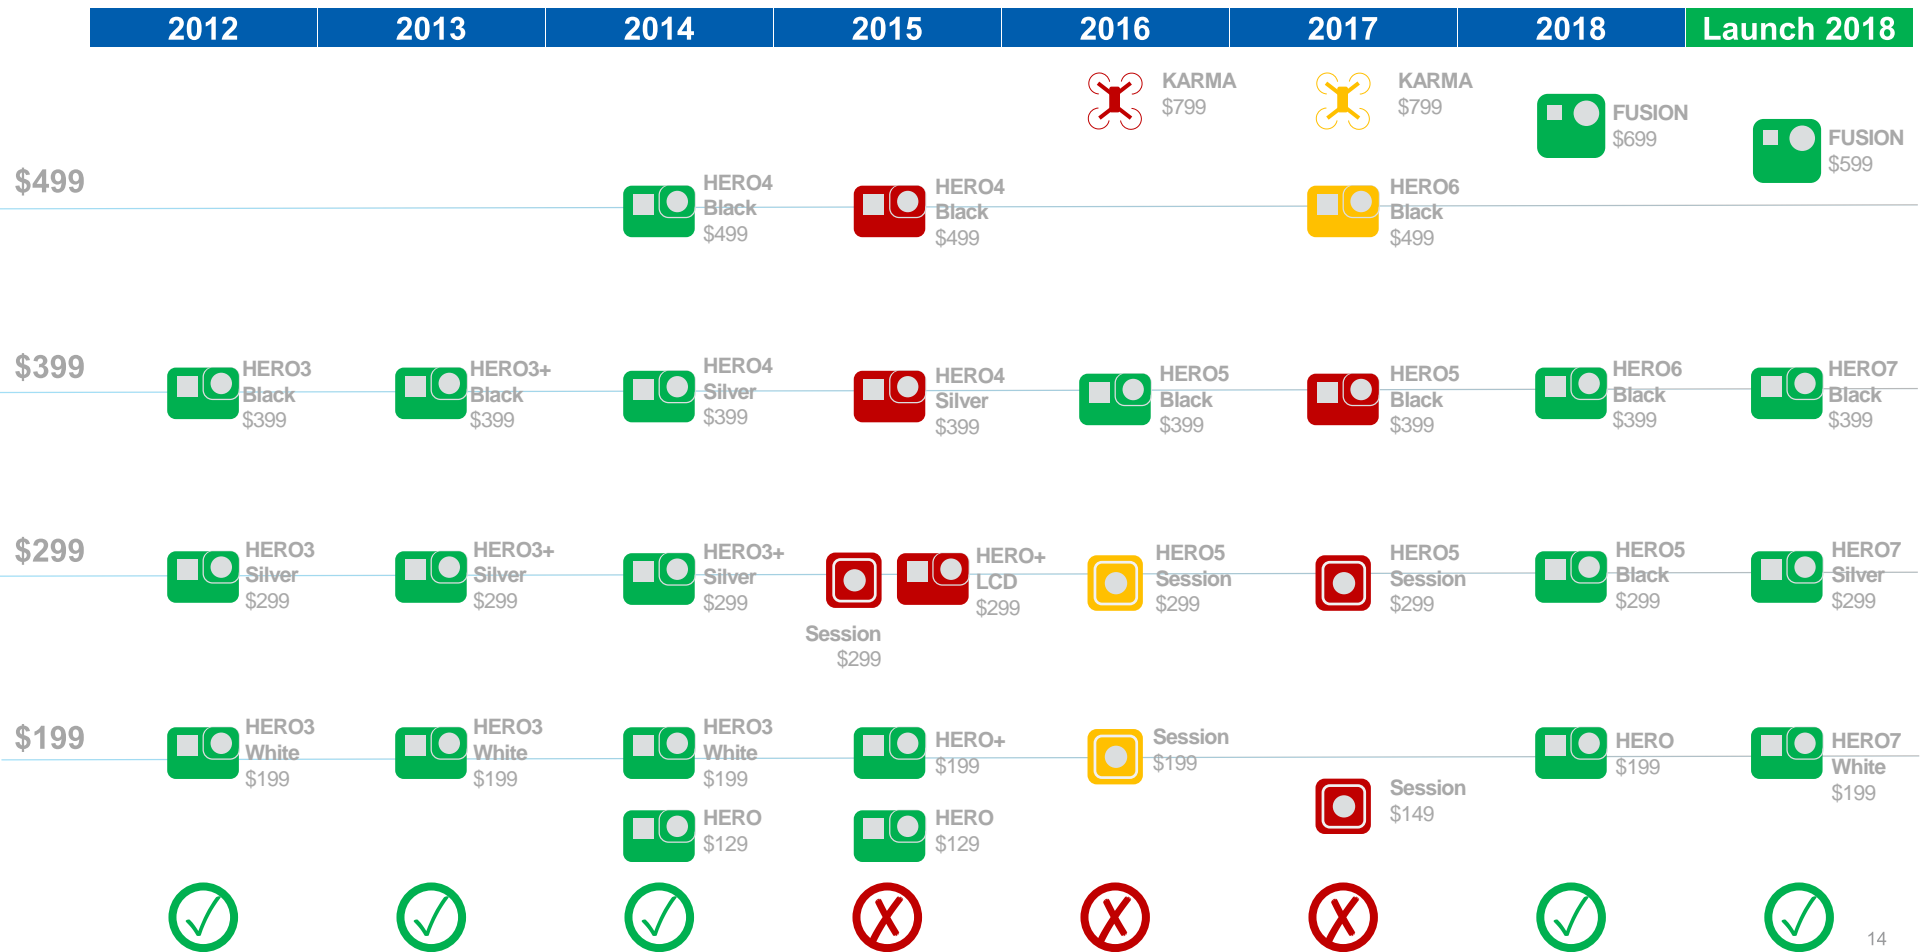 2012
2013
2014
2015
2016
2017
2018
Launch 2018
KARMA
$799
KARMA
$799
FUSION
$699
FUSION
$599
$499
HERO4
Black
$499
HERO4
Black
$499
HERO6
Black
$499
$399
HERO3
Black
$399
HERO3+
Black
$399
HERO4
Silver
$399
HERO4
Silver
$399
HERO5
Black
$399
HERO5
Black
$399
HERO6
Black
$399
HERO7
Black
$399
$299
HERO3
Silver
$299
HERO3+
Silver
$299
HERO3+
Silver
$299
Session
$299
HERO+
LCD
$299
HERO5
Session
$299
HERO5
Session
$299
HERO5
Black
$299
HERO7
Silver
$299
$199
HERO3
White
$199
HERO3
White
$199
HERO3
White
$199
HERO+
$199
Session
$199
Session
$149
HERO
$199
HERO7
White
$199
HERO
$129
HERO
$129
14